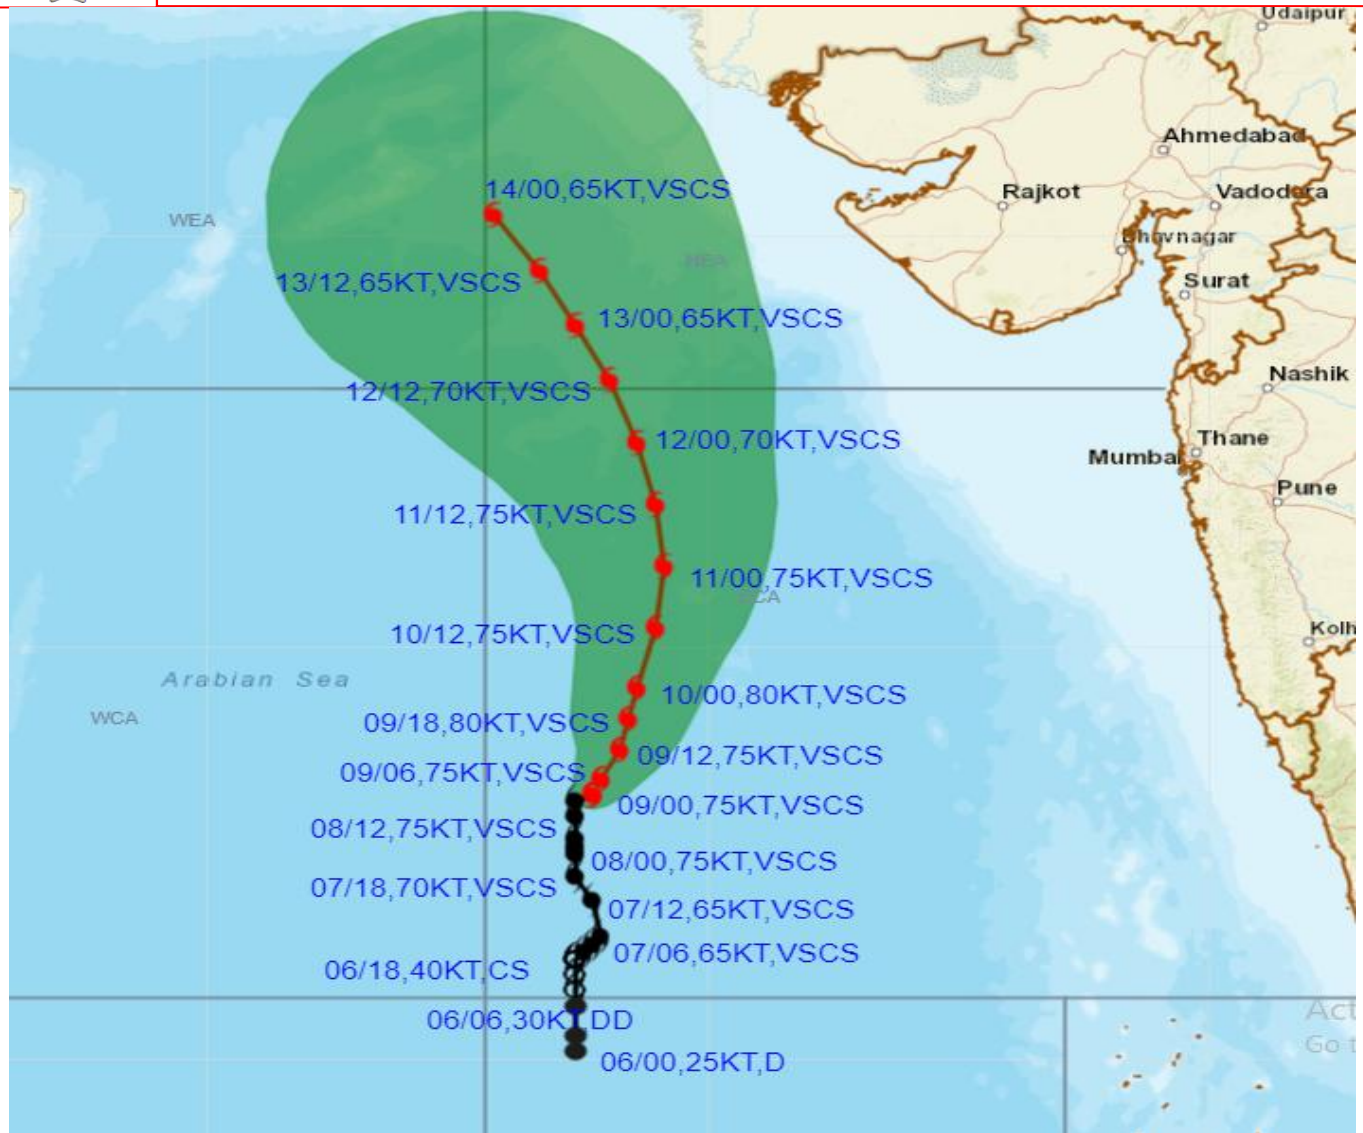 Udaipur
Ahmedabad
14/00,65KT,VSCS
Rajkot
Vadodara
WEA
Bhavnagar
NEA
13/12,65KT,VSCS
Surat
13/00,65KT,VSCS
Nashik
12/12,70KT,VSCS
12/00,70KT,VSCS
Thane
Mumbai
Pune
11/12,75KT,VSCS
11/00,75KT,VSCS
10/12,75KT,VSCS
Kolh
Arabian Sea
10/00,80KT,VSCS
WCA
09/18,80KT,VSCS
09/12,75KT,VSCS
09/06,75KT,VSCS
09/00,75KT,VSCS
08/12,75KT,VSCS
08/00,75KT,VSCS
07/18,70KT,VSCS
07/12,65KT,VSCS
07/06,65KT,VSCS
06/18,40KT,CS
Act
06/06,30KT,DD
Go t
06/00,25KT,D